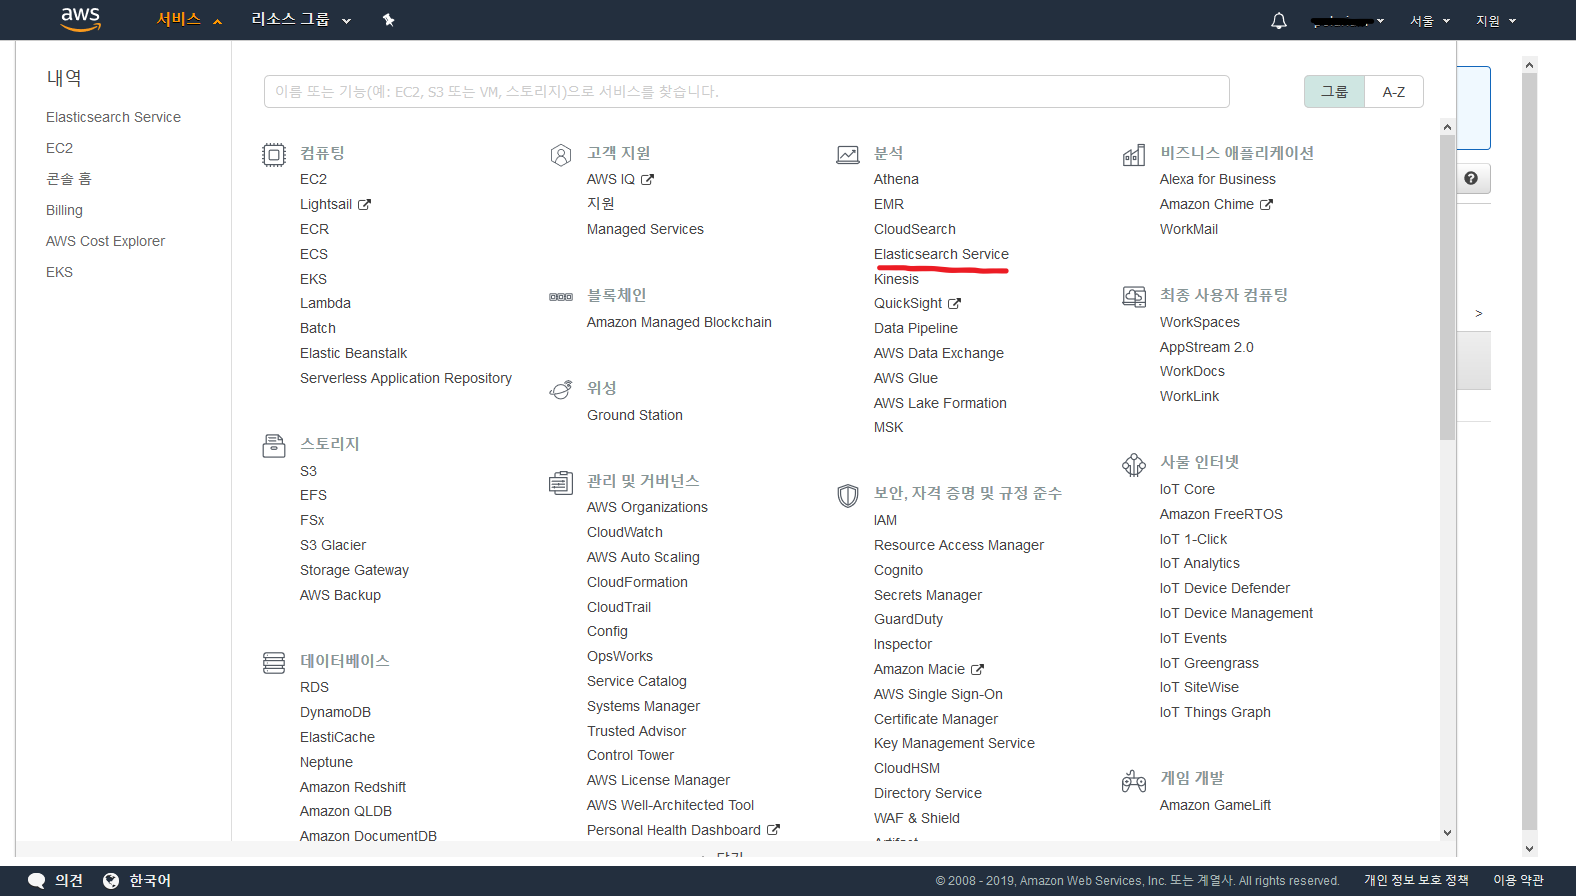 aws
서비스
리소스 그룹
서울
지원
내역
Elasticsearch Service
EC2
콘솔 홈
Billing
AWS Cost Explorer
EKS
이름 또는 기능(예: EC2, S3 또는 VM, 스토리지)으로 서비스를 찾습니다.
그룹
A-Z
컴퓨팅
EC2
Lightsail
ECR
ECS
EKS
Lambda
Batch
Elastic Beanstalk
Serverless Application Repository
스토리지
S3
EFS
FSx
S3 Glacier
Storage Gateway
AWS Backup
데이터베이스
RDS
DynamoDB
ElastiCache
Neptune
Amazon Redshift
Amazon QLDB
Amazon DocumentDB
고객 지원
AWS IQ
지원
Managed Services
블록체인
Amazon Managed Blockchain
위성
Ground Station
관리 및 거버넌스
AWS Organizations
CloudWatch
AWS Auto Scaling
CloudFormation
CloudTrail
Config
OpsWorks
Service Catalog
Systems Manager
Trusted Advisor
Control Tower
AWS License Manager
AWS Well-Architected Tool
Personal Health Dashboard
분석
Athena
EMR
CloudSearch
Elasticsearch Service
Kinesis
QuickSight
Data Pipeline
AWS Data Exchange
AWS Glue
AWS Lake Formation
MSK
보안, 자격 증명 및 규정 준수
IAM
Resource Access Manager
Cognito
Secrets Manager
GuardDuty
Inspector
Amazon Macie
AWS Single Sign-On
Certificate Manager
Key Management Service
CloudHSM
Directory Service
WAF & Shield
Artifact
비즈니스 애플리케이션
Alexa for Business
Amazon Chime
WorkMail
최종 사용자 컴퓨팅
WorkSpaces
AppStream 2.0
WorkDocs
WorkLink
사물 인터넷
IoT Core
Amazon FreeRTOS
IoT 1-Click
IoT Analytics
IoT Device Defender
IoT Device Management
IoT Events
IoT Greengrass
IoT SiteWise
IoT Things Graph
게임 개발
Amazon GameLift
>
의견
한국어
© 2008 - 2019, Amazon Web Services, Inc. 또는 계열사. All rights reserved.
개인 정보 보호 정책
이용 약관